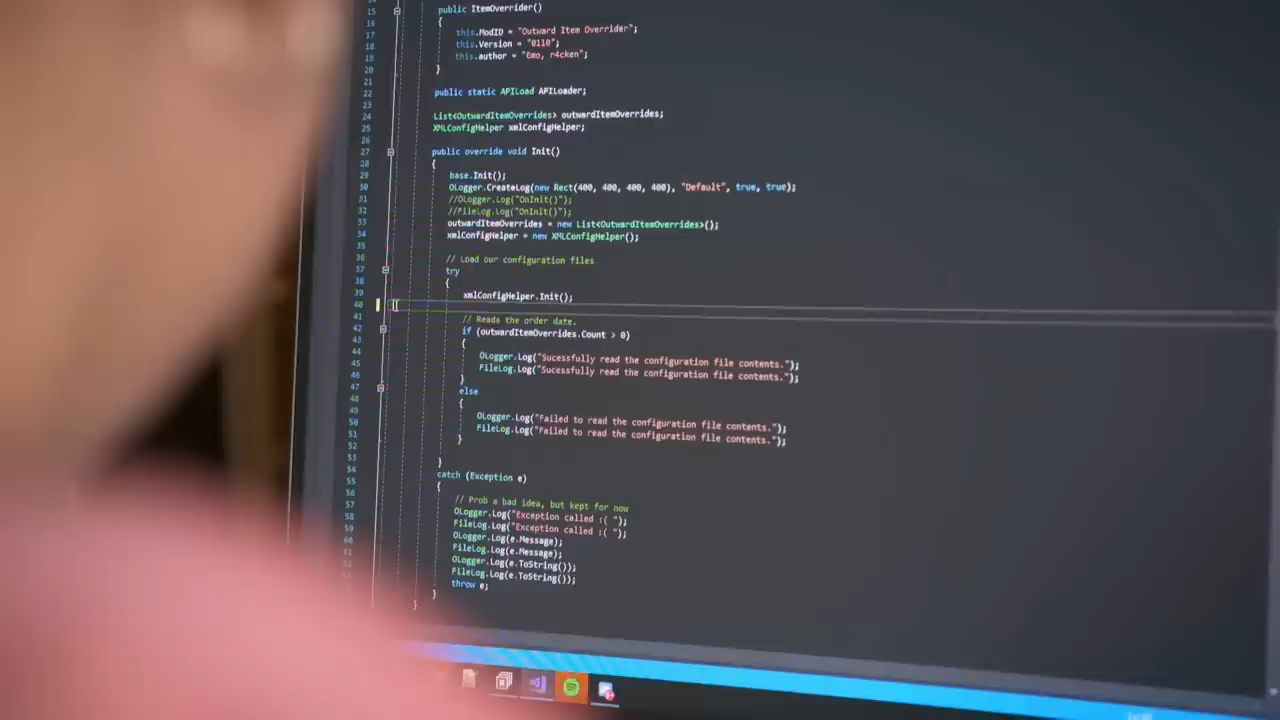 public ItemOverrider()
{
this.ModID = "Outward Item Overrider";
this.Version = "0110";
this.author = "Emo, r4cken";
}
public static APILoad APILoader;
List<OutwardItemOverrides> outwardItemOverrides;
XMLConfigHelper xmlConfigHelper;
public override void Init()
{
base.Init();
OLogger.CreateLog(new Rect(400, 400, 400, 400), "Default", true, true);
//OLogger.Log("OnInit()");
//FileLog.Log("OnInit()");
outwardItemOverrides = new List<OutwardItemOverrides>();
xmlConfigHelper = new XMLConfigHelper();
// Load our configuration files
try
{
xmlConfigHelper.Init();
// Reads the order date.
if (outwardItemOverrides.Count > 0)
{
OLogger.Log("Sucessfully read the configuration file contents.");
FileLog.Log("Sucessfully read the configuration file contents.");
}
else
{
OLogger.Log("Failed to read the configuration file contents.");
FileLog.Log("Failed to read the configuration file contents.");
}
}
catch (Exception e)
{
// Prob a bad idea, but kept for now
OLogger.Log("Exception called :( ");
FileLog.Log("Exception called :( ");
OLogger.Log(e.Message);
FileLog.Log(e.Message);
OLogger.Log(e.ToString());
FileLog.Log(e.ToString());
throw e;
}
}